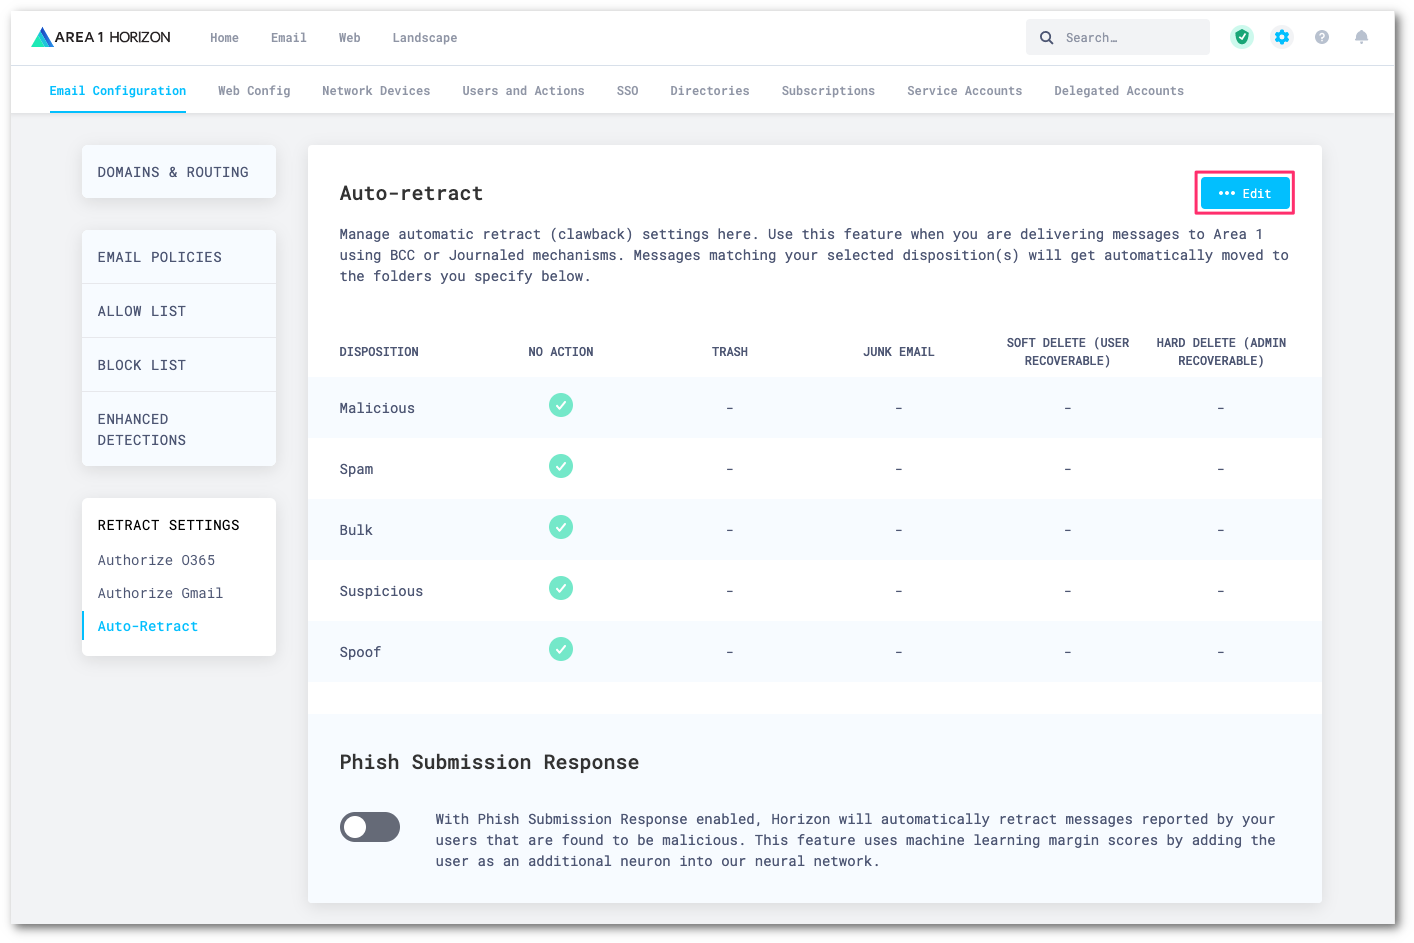 AREA 1 HORIZON
Home
Email
Web
Landscape
Search…
Email Configuration
Web Config
Network Devices
Users and Actions
SSO
Directories
Subscriptions
Service Accounts
Delegated Accounts
DOMAINS & ROUTING
EMAIL POLICIES
ALLOW LIST
BLOCK LIST
ENHANCED
DETECTIONS
RETRACT SETTINGS
Authorize O365
Authorize Gmail
Auto-Retract
Auto-retract
••• Edit
Manage automatic retract (clawback) settings here. Use this feature when you are delivering messages to Area 1
using BCC or Journaled mechanisms. Messages matching your selected disposition(s) will get automatically moved to
the folders you specify below.
DISPOSITION
NO ACTION
TRASH
JUNK EMAIL
SOFT DELETE (USER
RECOVERABLE)
HARD DELETE (ADMIN
RECOVERABLE)
Malicious - - - -
Spam - - - -
Bulk - - - -
Suspicious - - - -
Spoof - - - -
Phish Submission Response
With Phish Submission Response enabled, Horizon will automatically retract messages reported by your
users that are found to be malicious. This feature uses machine learning margin scores by adding the
user as an additional neuron into our neural network.